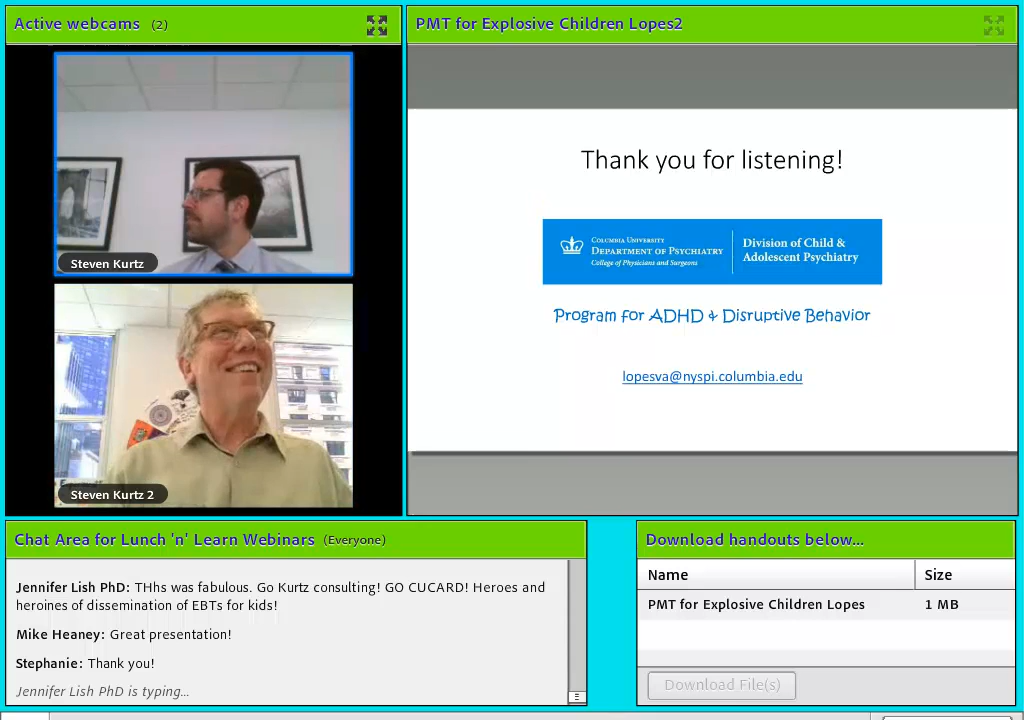 Active webcams (2)
Steven Kurtz
Steven Kurtz 2
PMT for Explosive Children Lopes2
Thank you for listening!
Columbia University
Department of Psychiatry
College of Physicians and Surgeons
Division of Child &
Adolescent Psychiatry
Program for ADHD & Disruptive Behavior
lopesva@nyspi.columbia.edu
Chat Area for Lunch 'n' Learn Webinars (Everyone)
Jennifer Lish PhD: THhs was fabulous. Go Kurtz consulting! GO CUCARD! Heroes and
heroines of dissemination of EBTs for kids!
Mike Heaney: Great presentation!
Stephanie: Thank you!
Jennifer Lish PhD is typing...
Download handouts below...
Name Size
PMT for Explosive Children Lopes 1 MB
Download File(s)